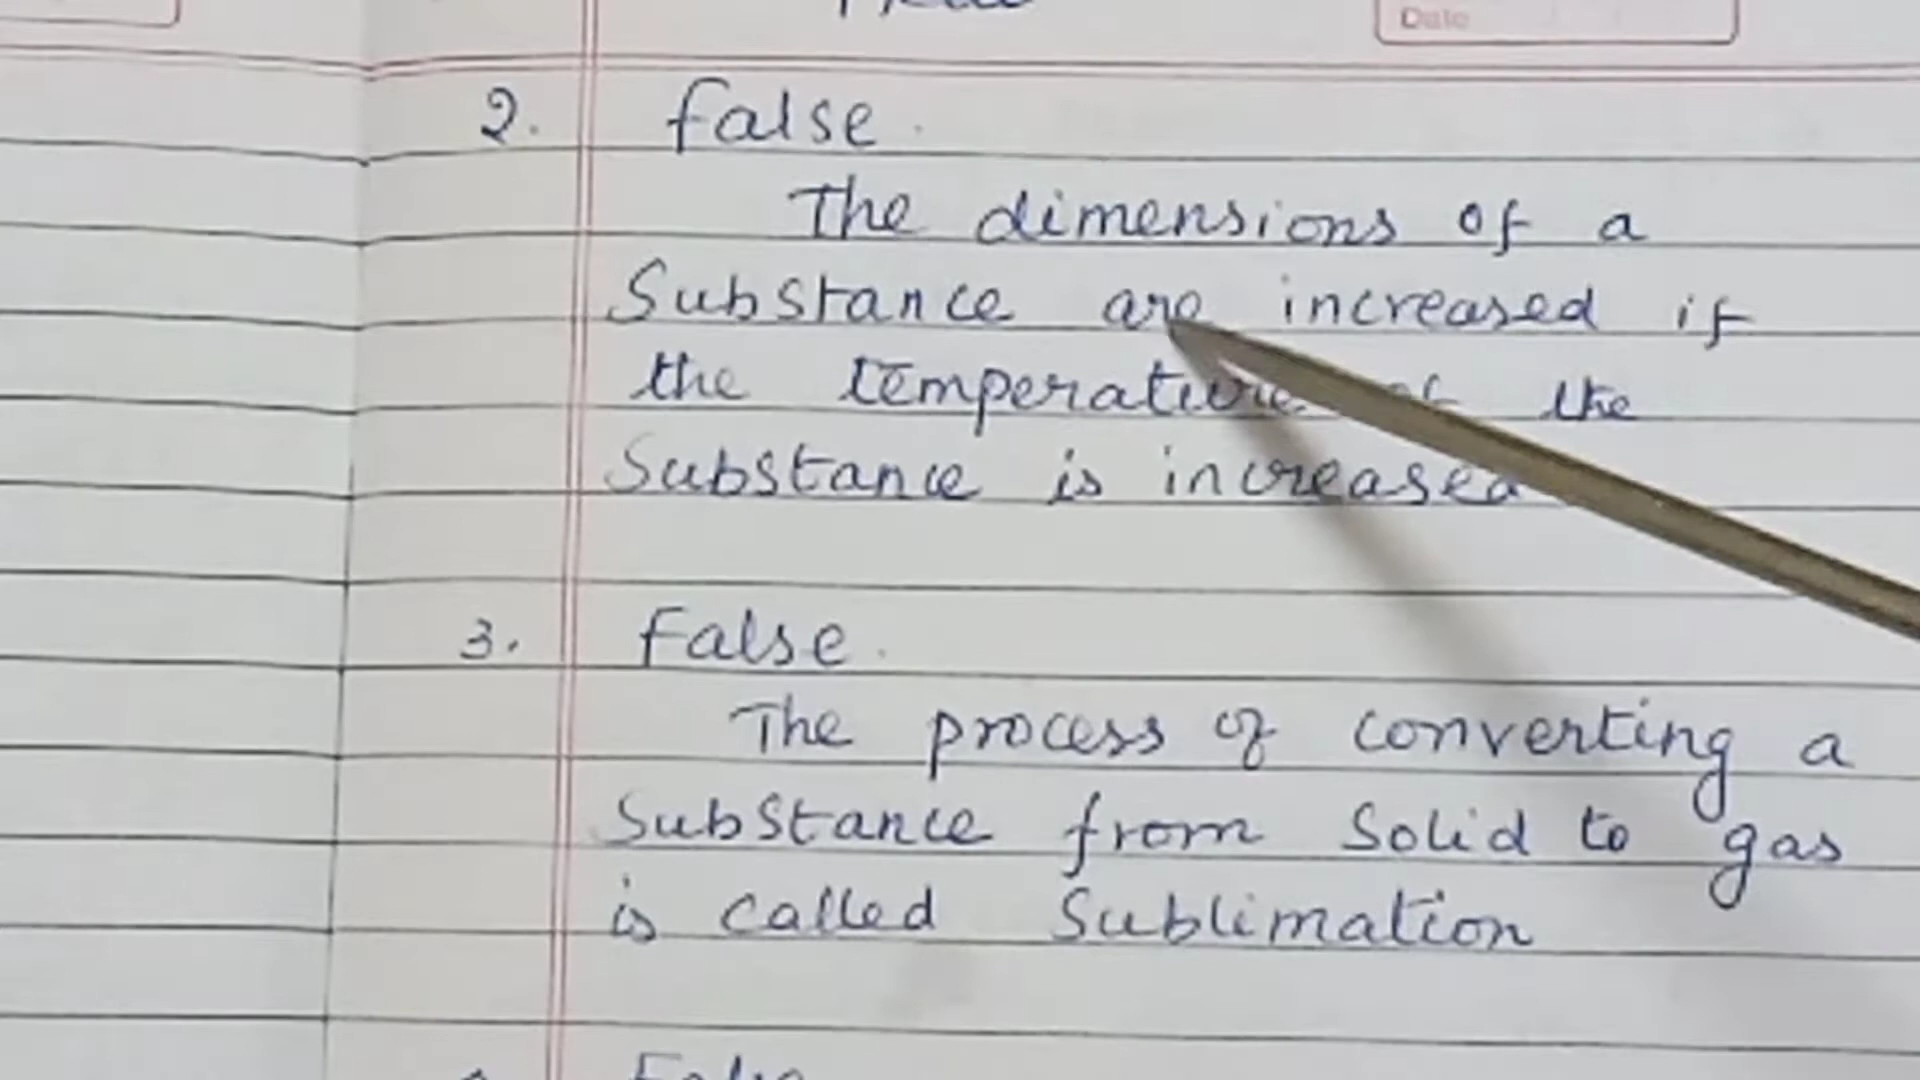 Date
2. false.
The dimensions of a
Substance are increased if
the temperature of the
Substance is increased
3. False.
The process of converting a
Substance from Solid to gas
is called Sublimation